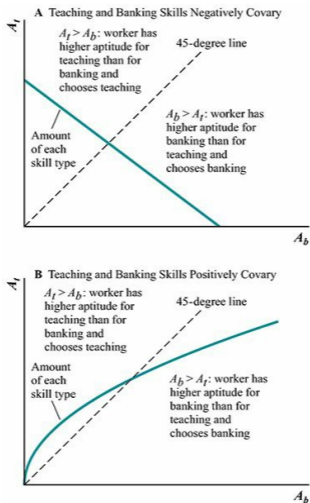 A Teaching and Banking Skills Negatively Covary
At
At > Ab: worker has
higher aptitude for
teaching than for
banking and
chooses teaching
45-degree line
Ab > At: worker has
higher aptitude for
banking than for
teaching and
chooses banking
Amount
of each
skill type
Ab
B Teaching and Banking Skills Positively Covary
At
At > Ab: worker has
higher aptitude for
teaching than for
banking and
chooses teaching
45-degree line
Amount
of each
skill type
Ab > At: worker has
higher aptitude for
banking than for
teaching and
chooses banking
Ab